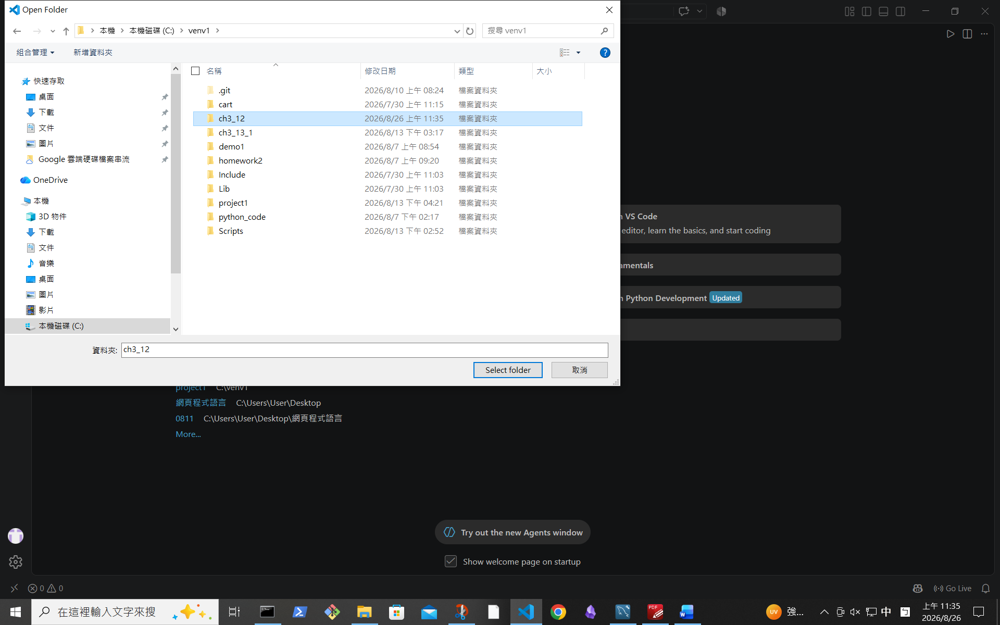 Open Folder
本機 本機磁碟 (C:) venv1
搜尋 venv1
組合管理 新增資料夾
?
快速存取
桌面
下載
文件
圖片
Google 雲端硬碟檔案串流
OneDrive
本機
3D 物件
下載
文件
音樂
桌面
圖片
影片
本機磁碟 (C:)
名稱 修改日期 類型 大小
.git 2026/8/10 上午 08:24 檔案資料夾
cart 2026/7/30 上午 11:15 檔案資料夾
ch3_12 2026/8/26 上午 11:35 檔案資料夾
ch3_13_1 2026/8/13 下午 03:17 檔案資料夾
demo1 2026/8/7 上午 08:54 檔案資料夾
homework2 2026/8/7 上午 09:20 檔案資料夾
Include 2026/7/30 上午 11:03 檔案資料夾
Lib 2026/7/30 上午 11:03 檔案資料夾
project1 2026/8/13 下午 04:21 檔案資料夾
python_code 2026/8/7 下午 02:17 檔案資料夾
Scripts 2026/8/13 下午 02:52 檔案資料夾
資料夾: ch3_12
Select folder 取消
VS Code
editor, learn the basics, and start coding
amentals
Python Development Updated
project1 C:\venv1
網頁程式語言 C:\Users\User\Desktop
0811 C:\Users\User\Desktop\網頁程式語言
More...
Try out the new Agents window
Show welcome page on startup
0 0
Go Live
在這裡輸入文字來搜
PDF
UV 強...
中
上午 11:35
2026/8/26